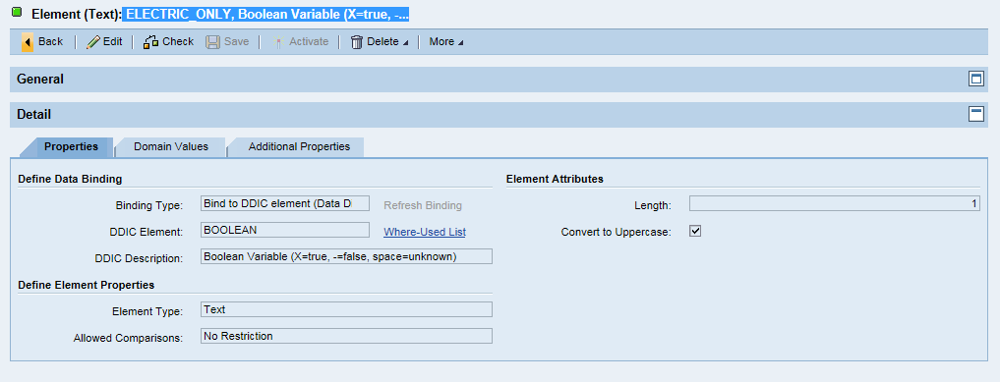 Element (Text): ELECTRIC_ONLY, Boolean Variable (X=true, -...
Back Edit Check Save Activate Delete More
General
Detail
Properties Domain Values Additional Properties
Define Data Binding
Binding Type: Bind to DDIC element (Data D Refresh Binding
DDIC Element: BOOLEAN Where-Used List
DDIC Description: Boolean Variable (X=true, -=false, space=unknown)
Define Element Properties
Element Type: Text
Allowed Comparisons: No Restriction
Element Attributes
Length: 1
Convert to Uppercase: